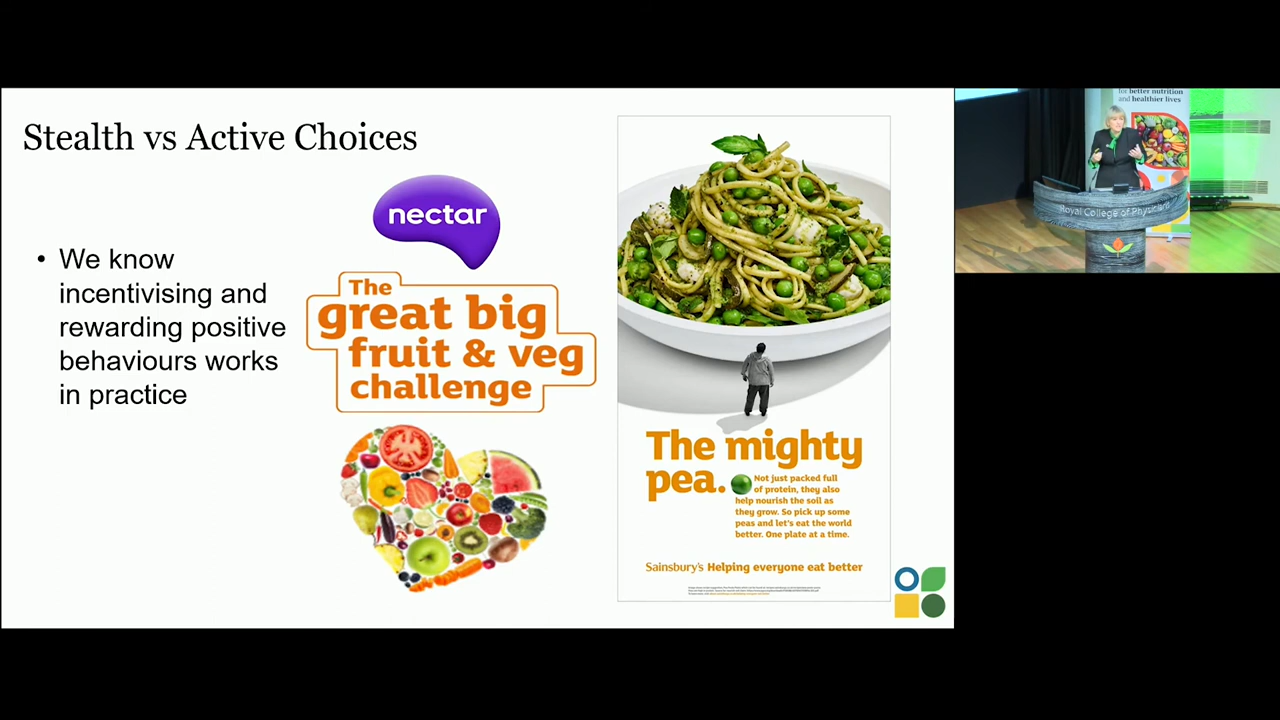 Stealth vs Active Choices
• We know
incentivising and
rewarding positive
behaviours works
in practice
nectar
The
great big
fruit & veg
challenge
The mighty
pea.
Not just packed full
of protein, they also
help nourish the soil as
they grow. So pick up some
peas and let's eat the world
better. One plate at a time.
Sainsbury's Helping everyone eat better
for better nutrition
and healthier lives
Royal College of Physicians